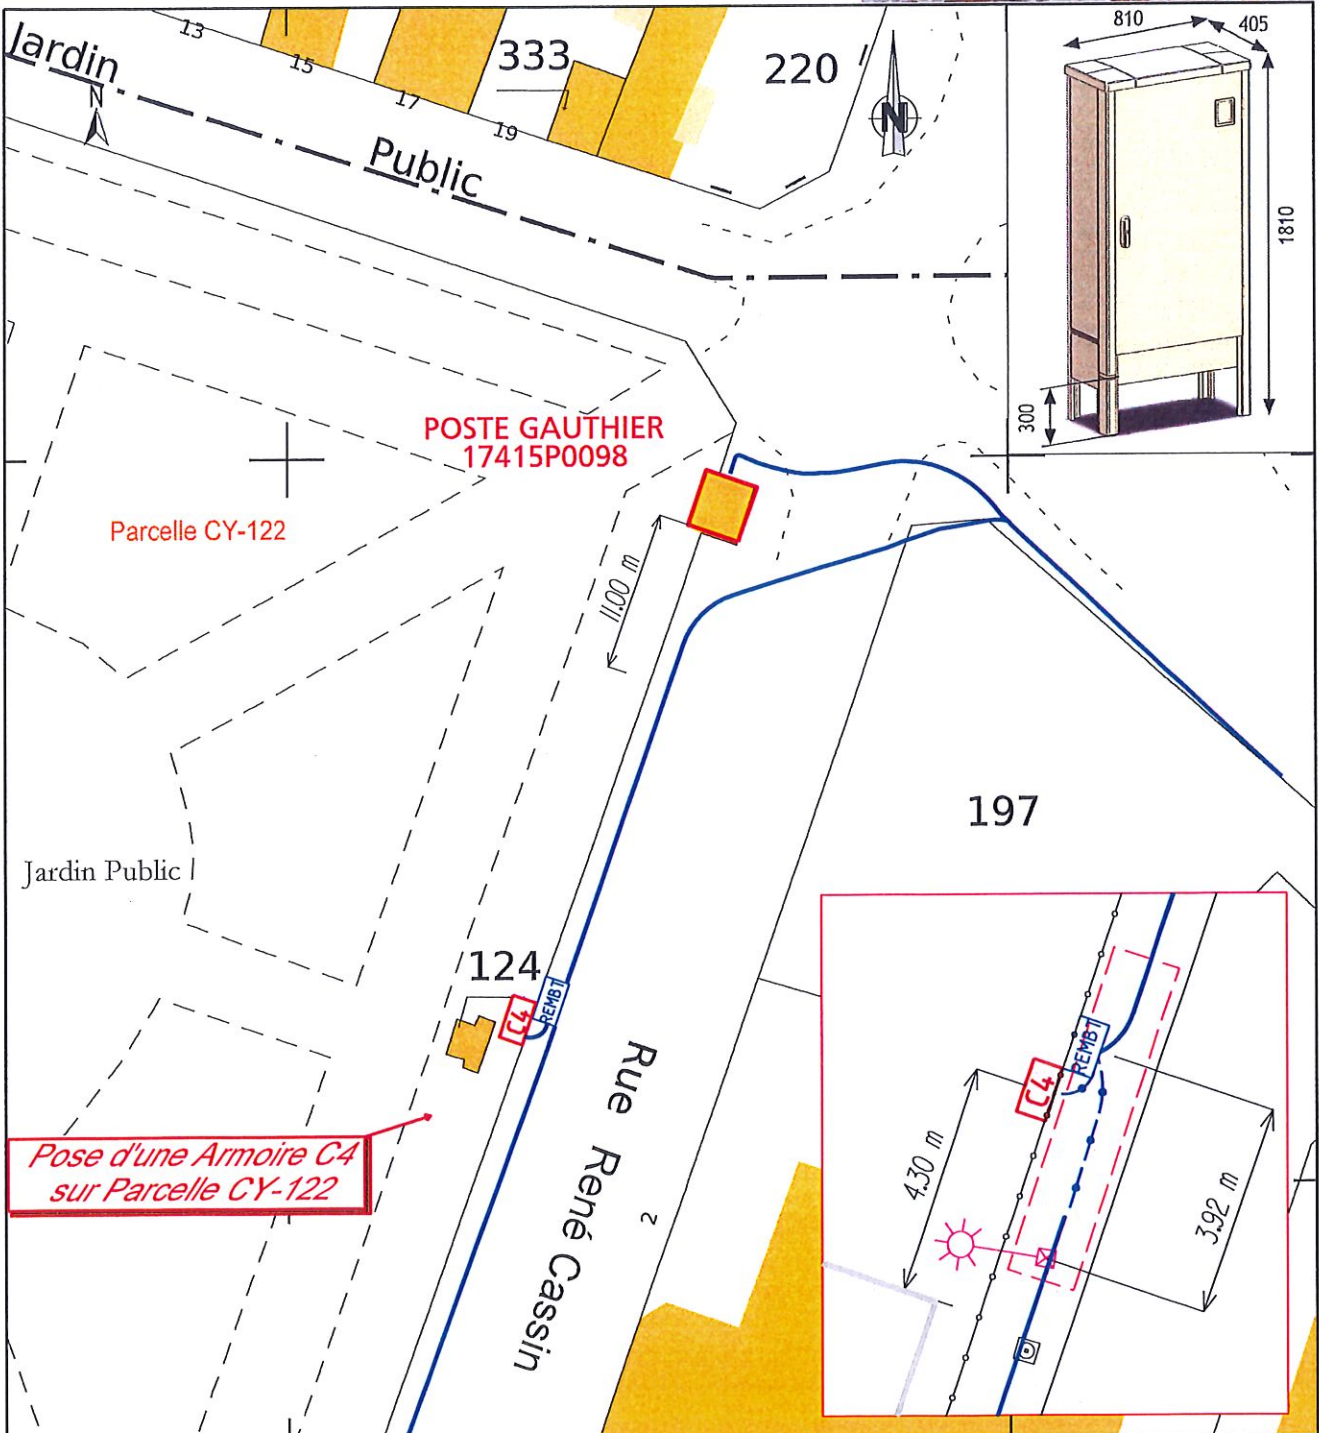 13
Jardin
15
333
220
17
19
N
N
Public
810
405
1810
300
POSTE GAUTHIER
17415P0098
Parcelle CY-122
11.00 m
197
Jardin Public
124
C4
REMBT
Rue René Cassin
2
Pose d'une Armoire C4
sur Parcelle CY-122
REMBT
C4
4.30 m
3.92 m